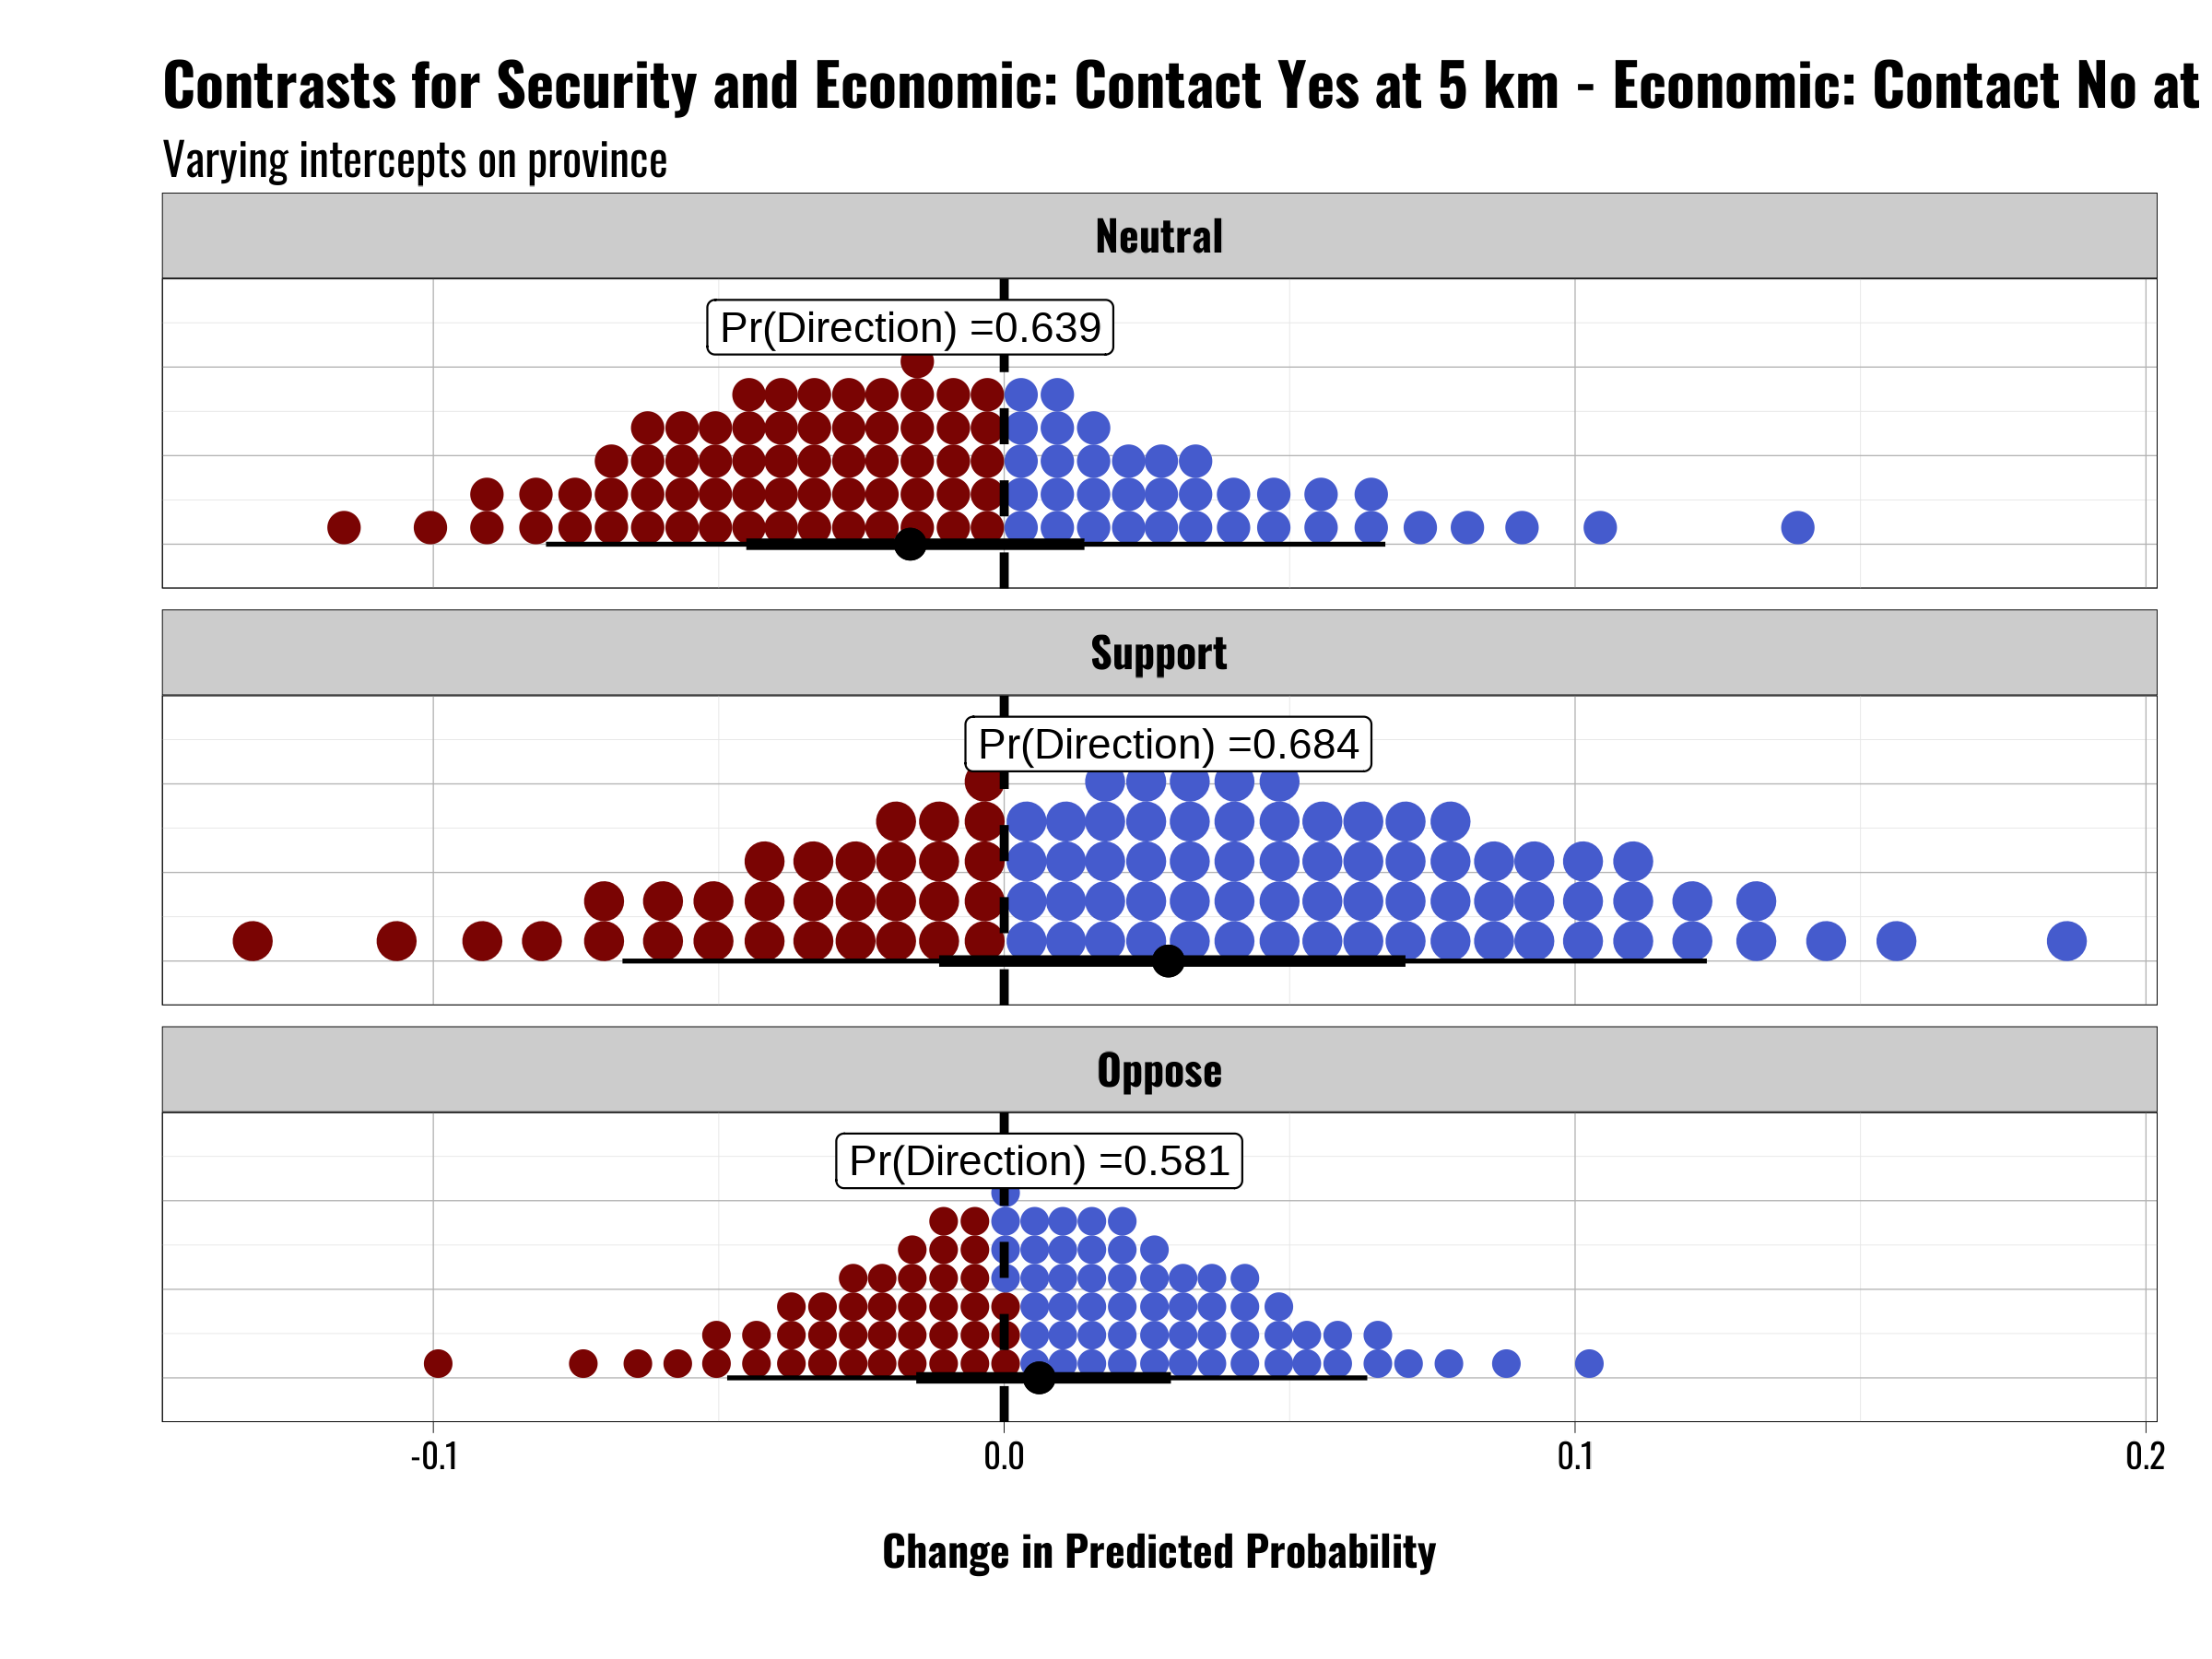 Contrasts for Security and Economic: Contact Yes at 5 km - Economic: Contact No at
Varying intercepts on province
Neutral
Pr(Direction) =0.639
Support
Pr(Direction) =0.684
Oppose
Pr(Direction) =0.581
-0.1 0.0 0.1 0.2
Change in Predicted Probability